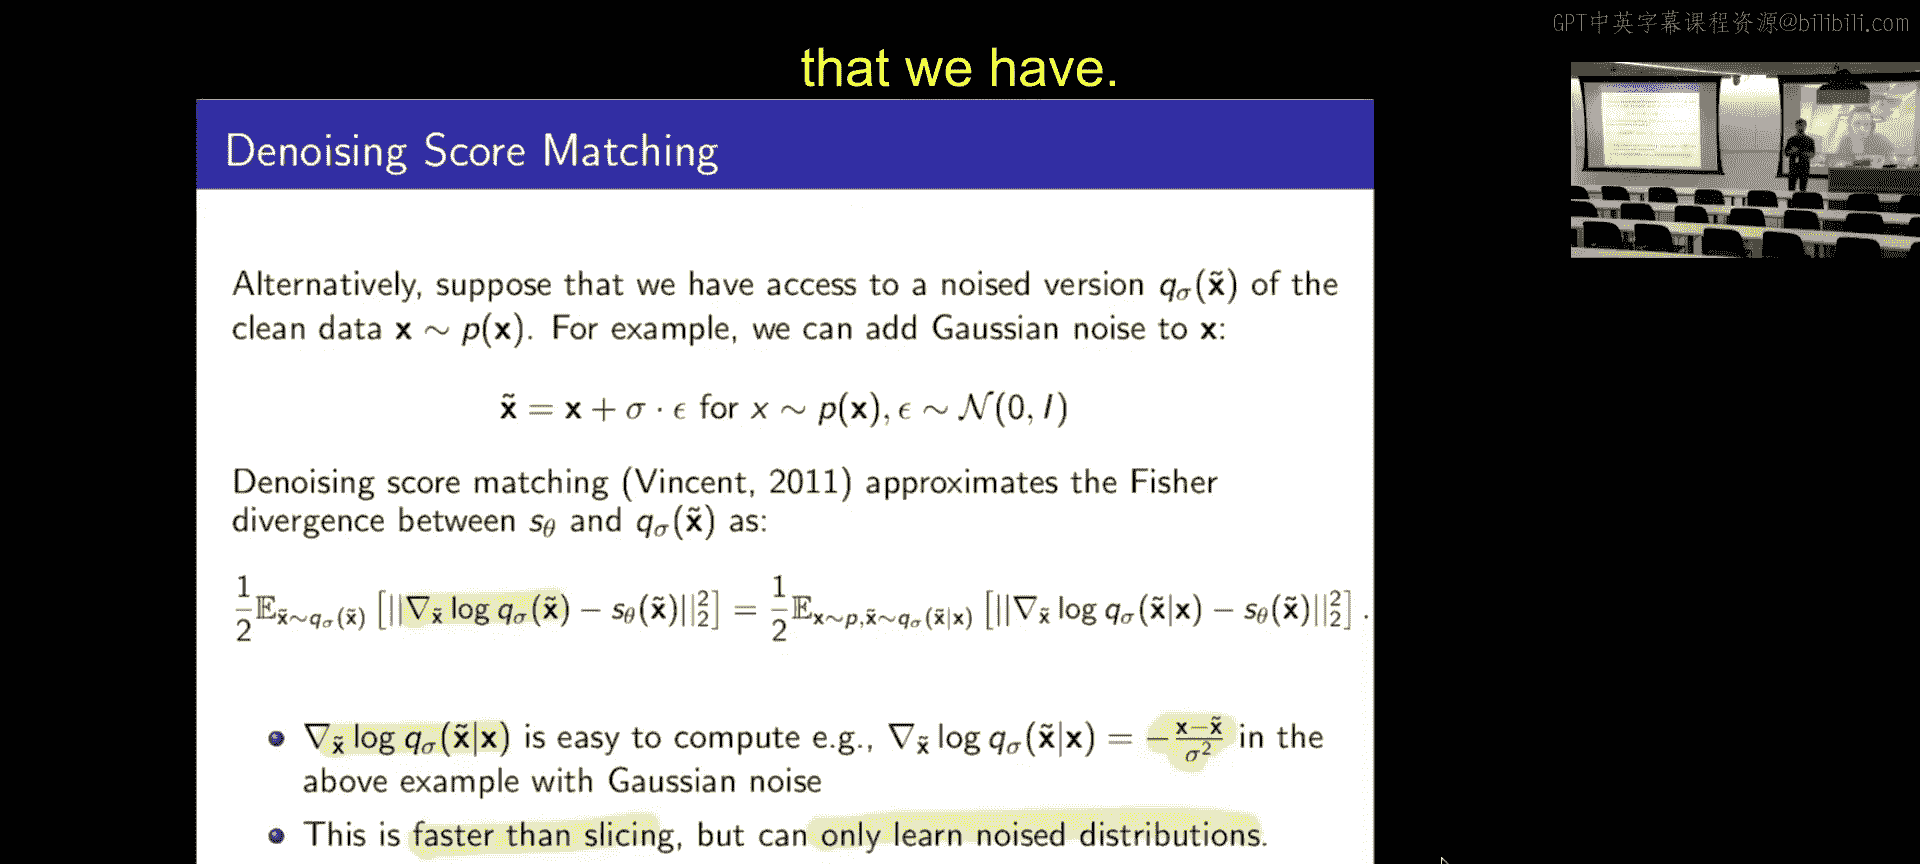 GPT中英字幕课程资源@bilibili.com
that we have.
Denoising Score Matching
Alternatively, suppose that we have access to a noised version qσ(x̃) of the
clean data x ∼ p(x). For example, we can add Gaussian noise to x:
x̃ = x + σ · ϵ for x ∼ p(x), ϵ ∼ 𝒩(0, I)
Denoising score matching (Vincent, 2011) approximates the Fisher
divergence between sθ and qσ(x̃) as:
1/2 𝔼x̃∼qσ(x̃) [||∇x̃ log qσ(x̃) − sθ(x̃)||₂²] = 1/2 𝔼x∼p,x̃∼qσ(x̃|x) [||∇x̃ log qσ(x̃|x) − sθ(x̃)||₂²] .
∇x̃ log qσ(x̃|x) is easy to compute e.g., ∇x̃ log qσ(x̃|x) = −(x−x̃)/σ² in the
above example with Gaussian noise
This is faster than slicing, but can only learn noised distributions.